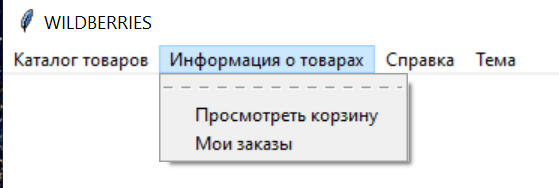 WILDBERRIES
Каталог товаров Информация о товарах Справка Тема
Просмотреть корзину
Мои заказы